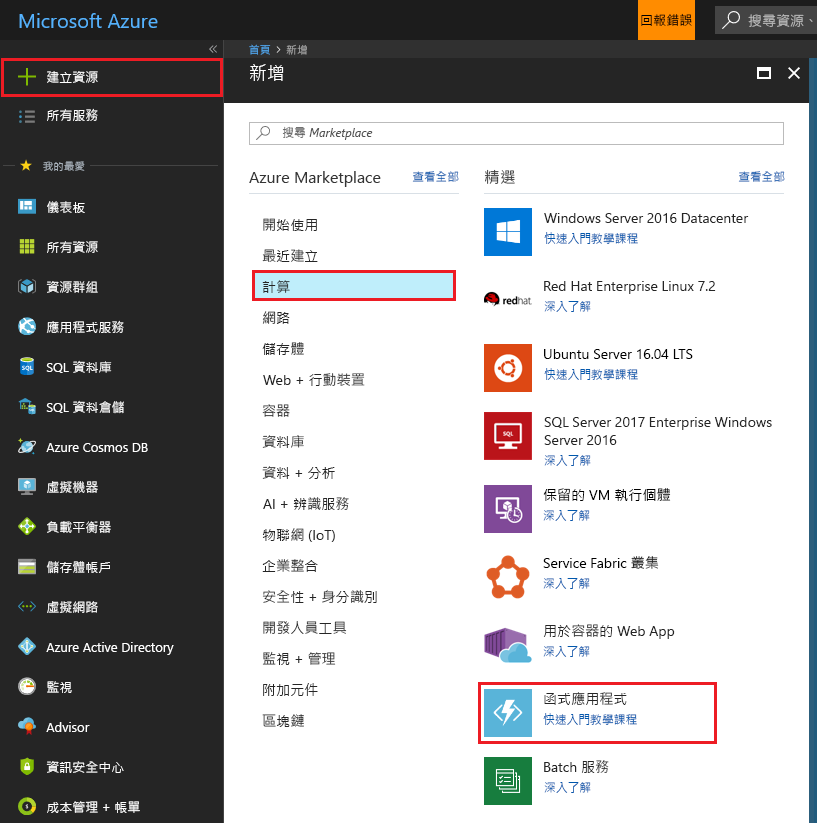 Microsoft Azure
回報錯誤
搜尋資源、
建立資源
所有服務
我的最愛
儀表板
所有資源
資源群組
應用程式服務
SQL 資料庫
SQL 資料倉儲
Azure Cosmos DB
虛擬機器
負載平衡器
儲存體帳戶
虛擬網路
Azure Active Directory
監視
Advisor
資訊安全中心
成本管理 + 帳單
首頁 > 新增
新增
搜尋 Marketplace
Azure Marketplace
查看全部
開始使用
最近建立
計算
網路
儲存體
Web + 行動裝置
容器
資料庫
資料 + 分析
AI + 辨識服務
物聯網 (IoT)
企業整合
安全性 + 身分識別
開發人員工具
監視 + 管理
附加元件
區塊鏈
精選
查看全部
Windows Server 2016 Datacenter
快速入門教學課程
redhat
Red Hat Enterprise Linux 7.2
深入了解
Ubuntu Server 16.04 LTS
快速入門教學課程
SQL
SQL Server 2017 Enterprise Windows
Server 2016
深入了解
保留的 VM 執行個體
深入了解
Service Fabric 叢集
深入了解
用於容器的 Web App
深入了解
函式應用程式
快速入門教學課程
Batch 服務
深入了解